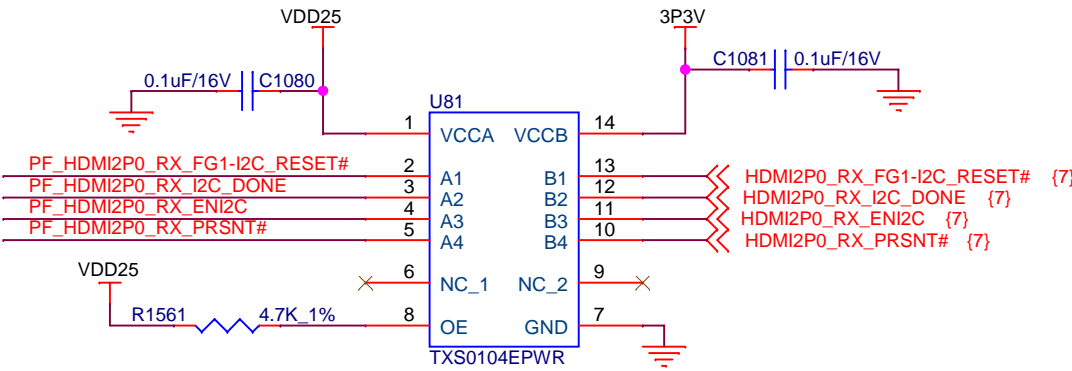 VDD25
3P3V
0.1uF/16V C1080
C1081 0.1uF/16V
U81
1 VCCA VCCB 14
PF_HDMI2P0_RX_FG1-I2C_RESET# 2 A1 B1 13 HDMI2P0_RX_FG1-I2C_RESET# {7}
PF_HDMI2P0_RX_I2C_DONE 3 A2 B2 12 HDMI2P0_RX_I2C_DONE {7}
PF_HDMI2P0_RX_ENI2C 4 A3 B3 11 HDMI2P0_RX_ENI2C {7}
PF_HDMI2P0_RX_PRSNT# 5 A4 B4 10 HDMI2P0_RX_PRSNT# {7}
VDD25
6 NC_1 NC_2 9
R1561 4.7K_1% 8 OE GND 7
TXS0104EPWR